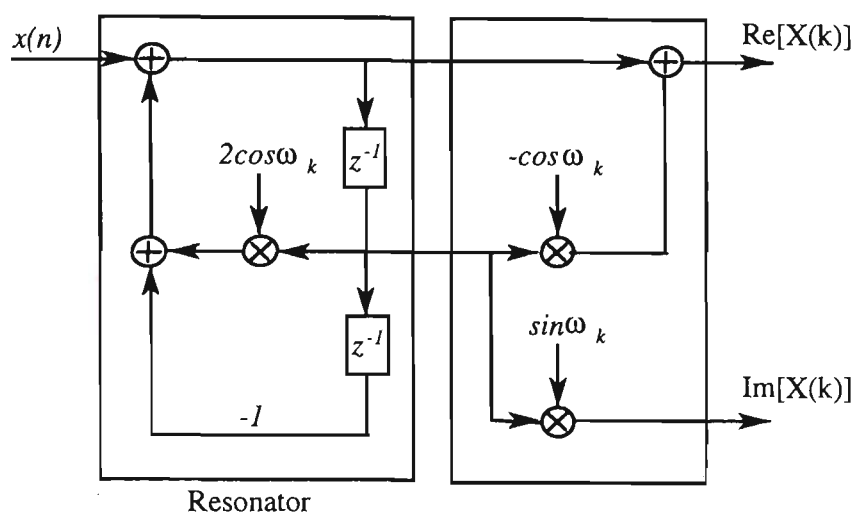 x(n)
Re[X(k)]
2cosω k
z-1
-cosω k
z-1
sinω k
-1
Im[X(k)]
Resonator